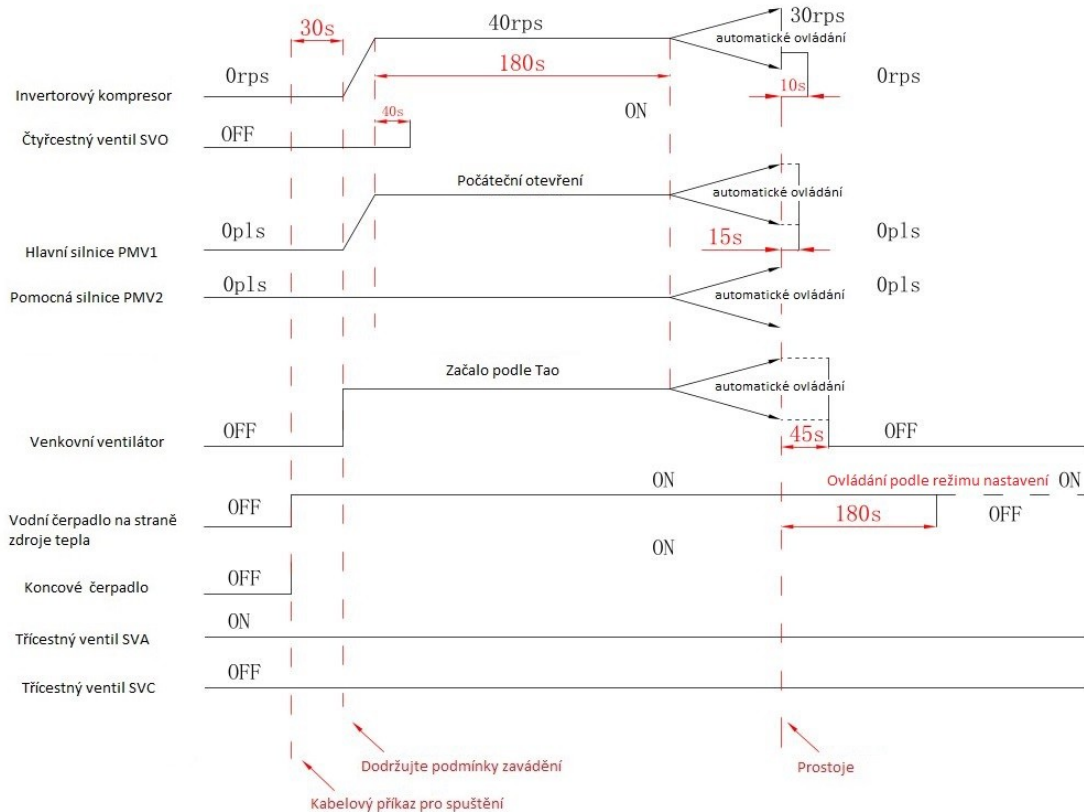 30s
40rps
30rps
automatické ovládání
0rps
180s
0rps
10s
Invertorový kompresor
40s
ON
Čtyřcestný ventil SVO
OFF
Počáteční otevření
automatické ovládání
0pls
15s
0pls
Hlavní silnice PMV1
0pls
0pls
Pomocná silnice PMV2
automatické ovládání
Začalo podle Tao
automatické ovládání
OFF
45s
OFF
Venkovní ventilátor
ON
Ovládání podle režimu nastavení
ON
OFF
180s
OFF
Vodní čerpadlo na straně
zdroje tepla
ON
OFF
Koncové čerpadlo
ON
Třícestný ventil SVA
OFF
Třícestný ventil SVC
Dodržujte podmínky zavádění
Prostoje
Kabelový příkaz pro spuštění